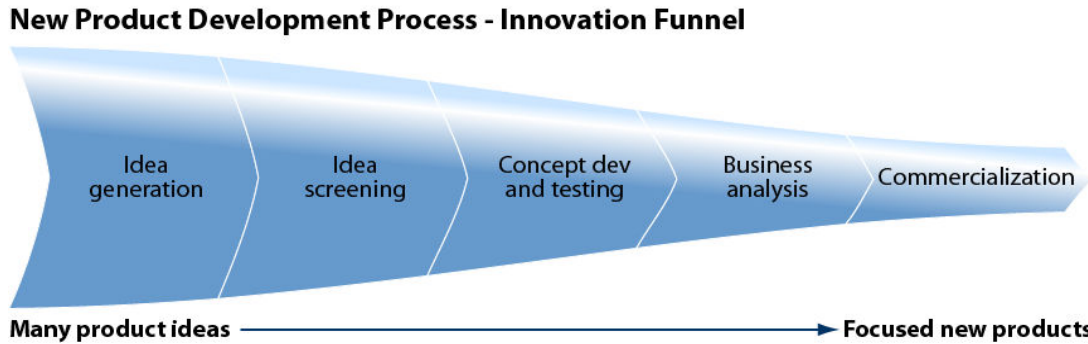 New Product Development Process - Innovation Funnel
Idea
generation
Idea
screening
Concept dev
and testing
Business
analysis
Commercialization
Many product ideas
Focused new products